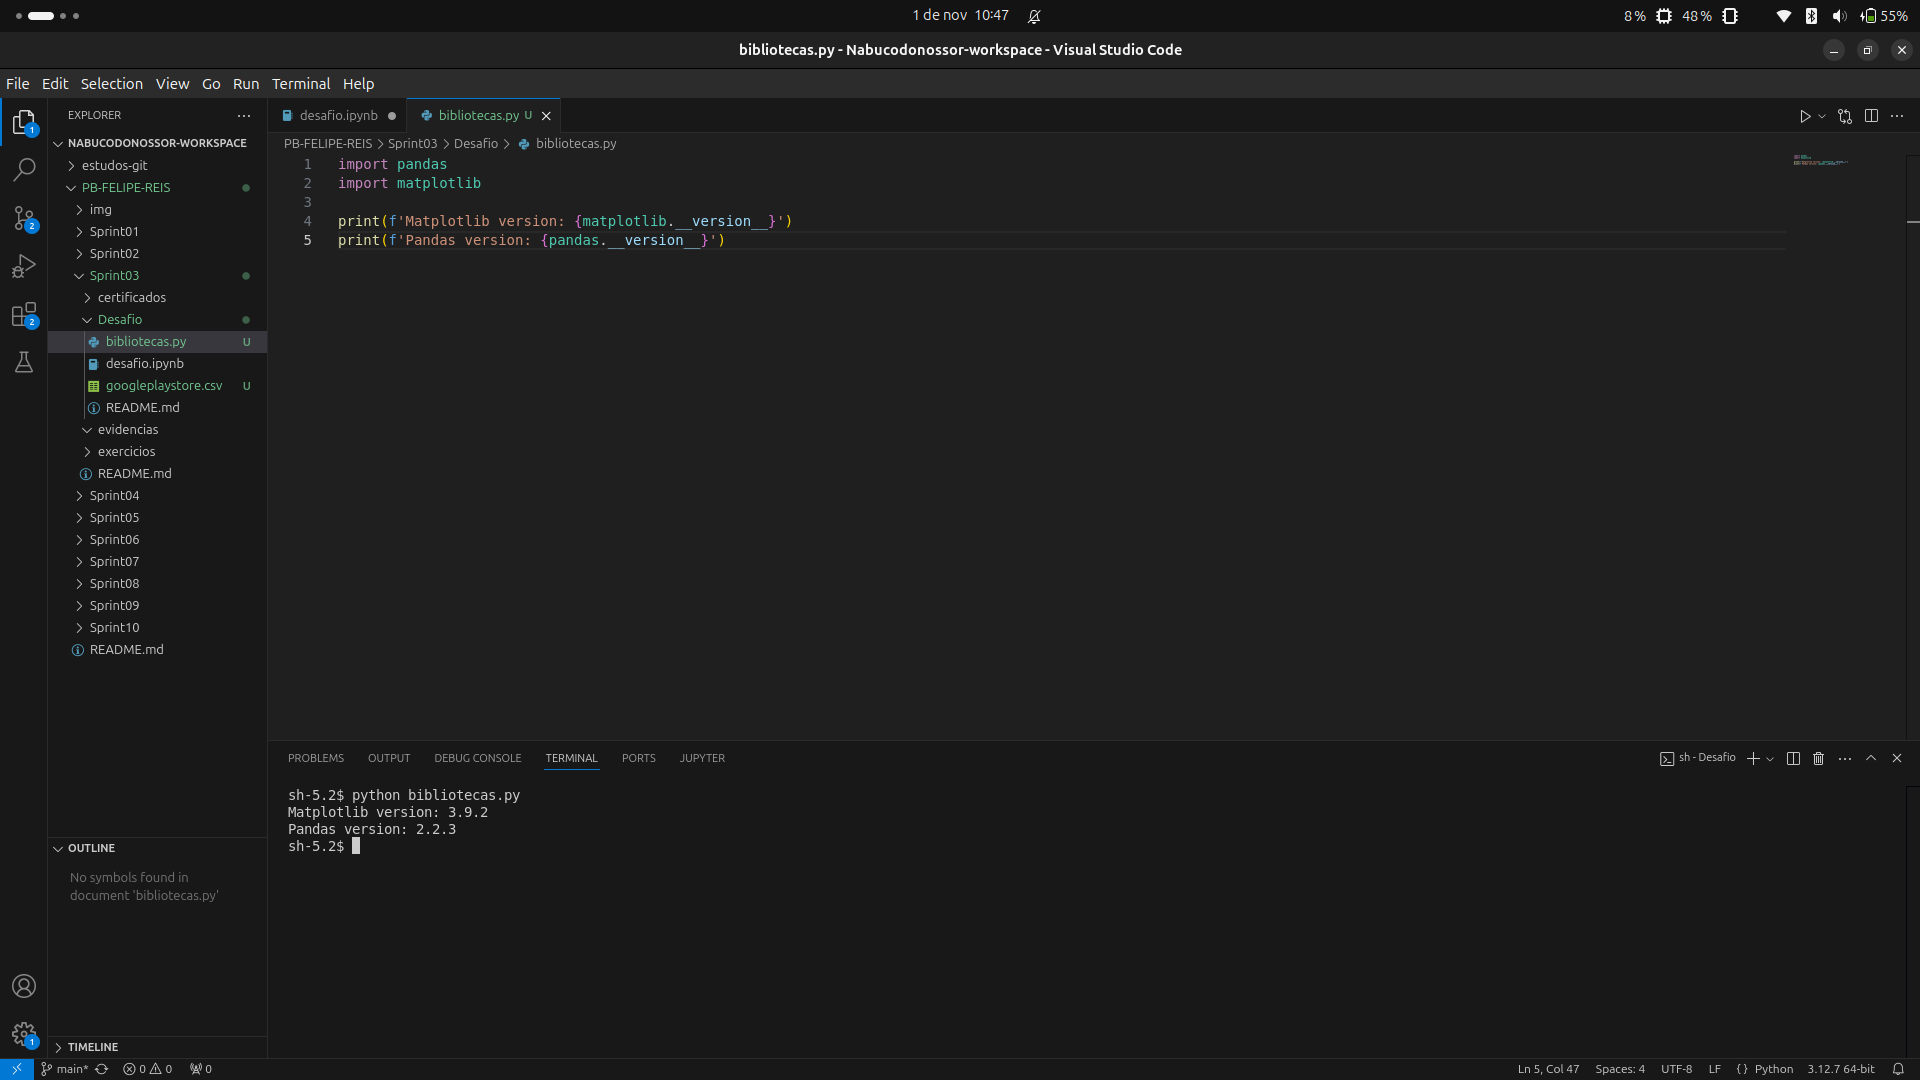 1 de nov 10:47
8% 48% 55%
bibliotecas.py - Nabucodonossor-workspace - Visual Studio Code
File Edit Selection View Go Run Terminal Help
EXPLORER
NABUCODONOSSOR-WORKSPACE
estudos-git
PB-FELIPE-REIS
img
Sprint01
Sprint02
Sprint03
certificados
Desafio
bibliotecas.py U
desafio.ipynb
googleplaystore.csv U
README.md
evidencias
exercicios
README.md
Sprint04
Sprint05
Sprint06
Sprint07
Sprint08
Sprint09
Sprint10
README.md
OUTLINE
No symbols found in
document 'bibliotecas.py'
TIMELINE
1
2
2
1
desafio.ipynb bibliotecas.py U
PB-FELIPE-REIS > Sprint03 > Desafio > bibliotecas.py
1 import pandas
2 import matplotlib
3
4 print(f'Matplotlib version: {matplotlib.__version__}')
5 print(f'Pandas version: {pandas.__version__}')
PROBLEMS OUTPUT DEBUG CONSOLE TERMINAL PORTS JUPYTER
sh - Desafio
sh-5.2$ python bibliotecas.py
Matplotlib version: 3.9.2
Pandas version: 2.2.3
sh-5.2$
main* 0 0 0
Ln 5, Col 47 Spaces: 4 UTF-8 LF {} Python 3.12.7 64-bit